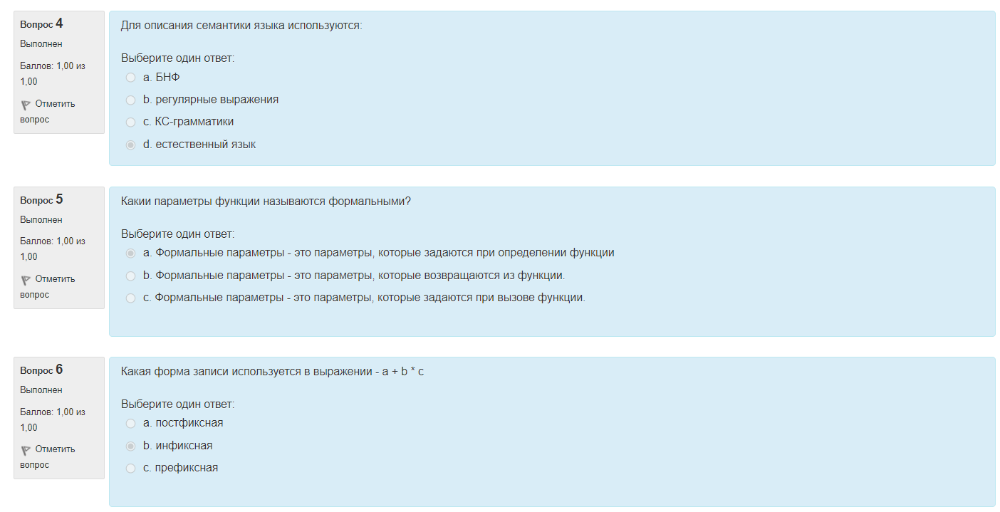 Вопрос 4
Выполнен
Баллов: 1,00 из
1,00
Отметить
вопрос
Для описания семантики языка используются:
Выберите один ответ:
a. БНФ
b. регулярные выражения
c. КС-грамматики
d. естественный язык
Вопрос 5
Выполнен
Баллов: 1,00 из
1,00
Отметить
вопрос
Какии параметры функции называются формальными?
Выберите один ответ:
a. Формальные параметры - это параметры, которые задаются при определении функции
b. Формальные параметры - это параметры, которые возвращаются из функции.
c. Формальные параметры - это параметры, которые задаются при вызове функции.
Вопрос 6
Выполнен
Баллов: 1,00 из
1,00
Отметить
вопрос
Какая форма записи используется в выражении - a + b * c
Выберите один ответ:
a. постфиксная
b. инфиксная
c. префиксная